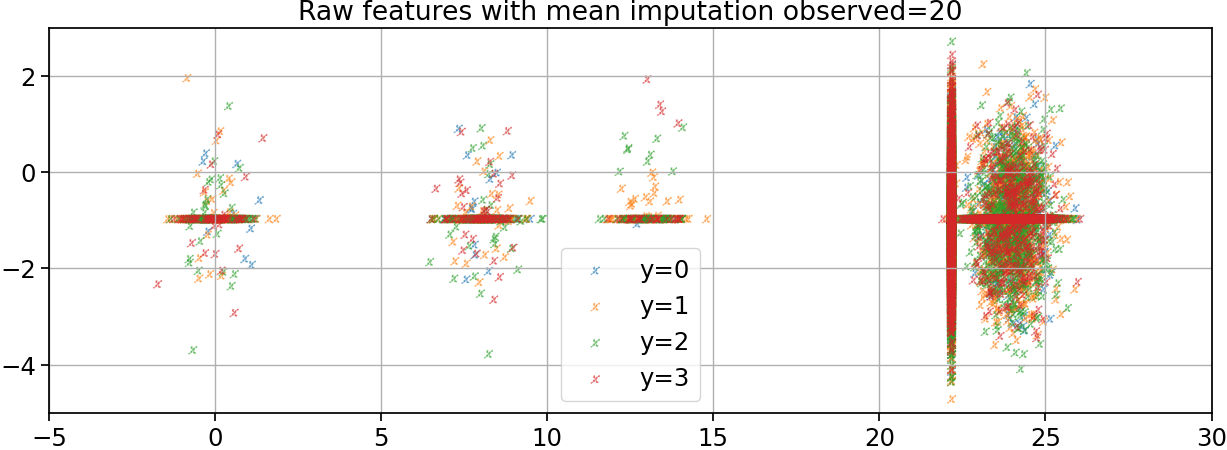 Raw features with mean imputation observed=20
2
0
−2
−4
y=0
y=1
y=2
y=3
−5 0 5 10 15 20 25 30